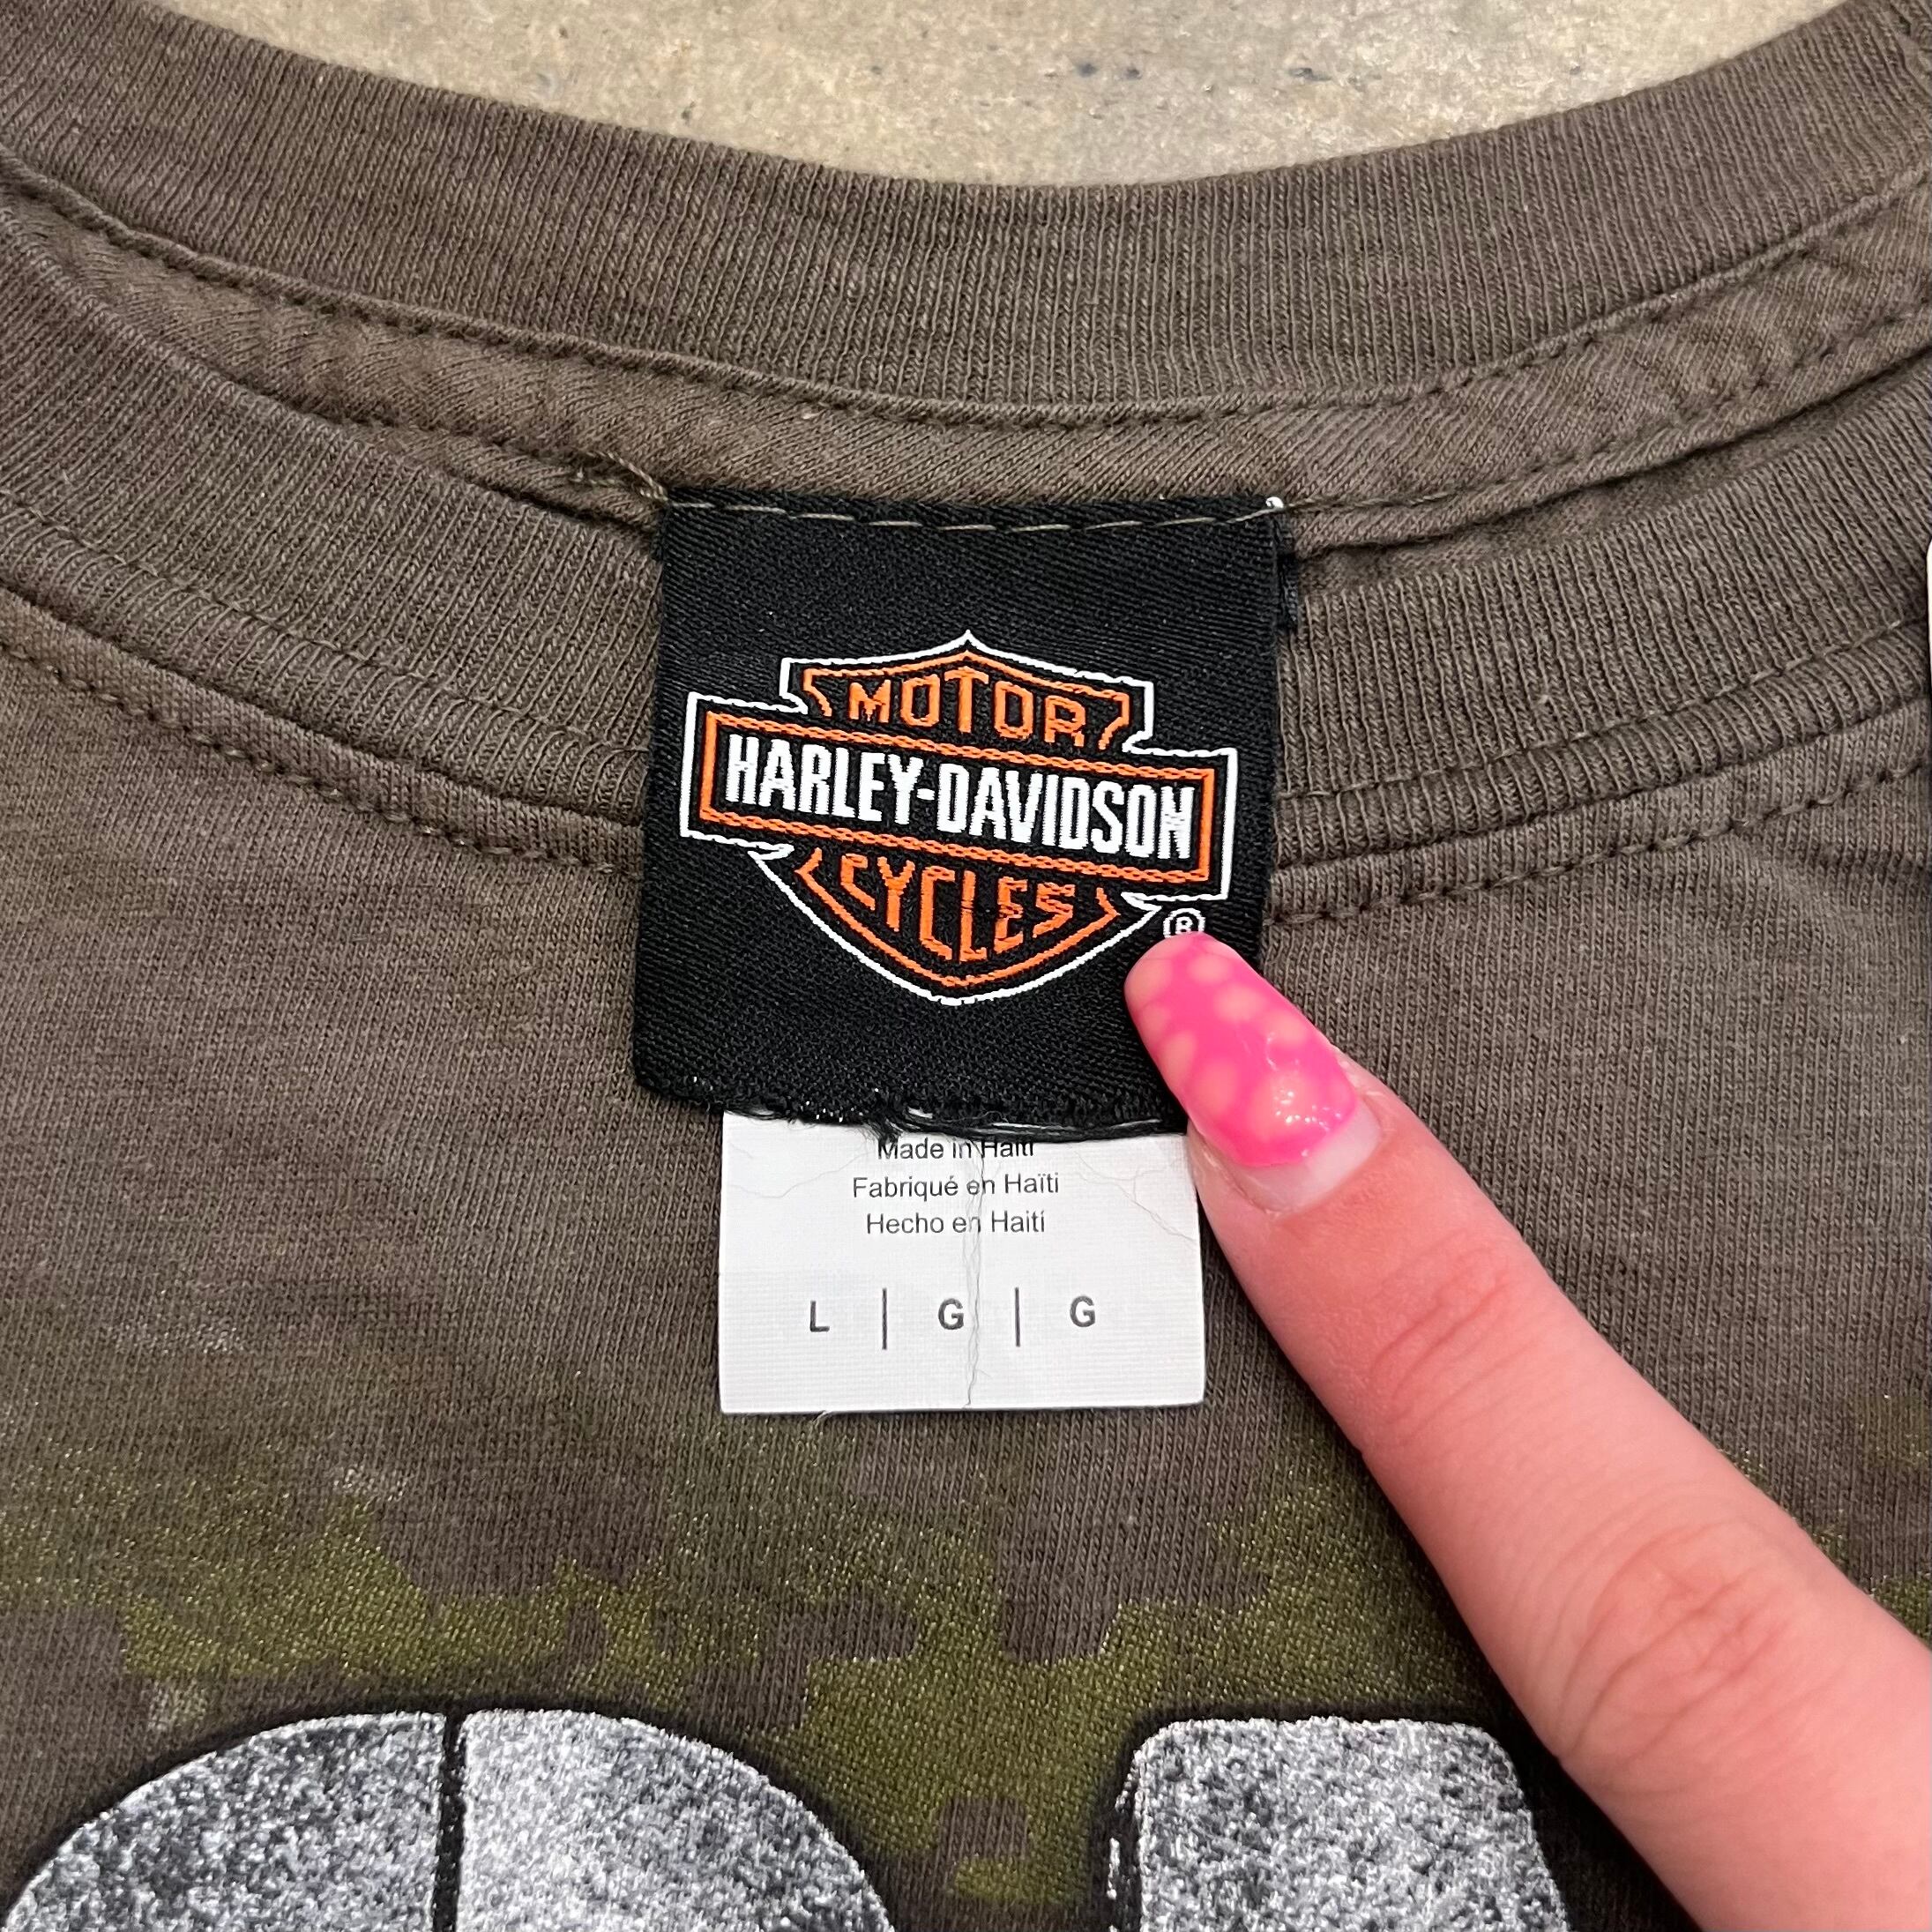 MOTOR
HARLEY-DAVIDSON
CYCLES
®
Made in Haiti
Fabriqué en Haïti
Hecho en Haití
L | G | G